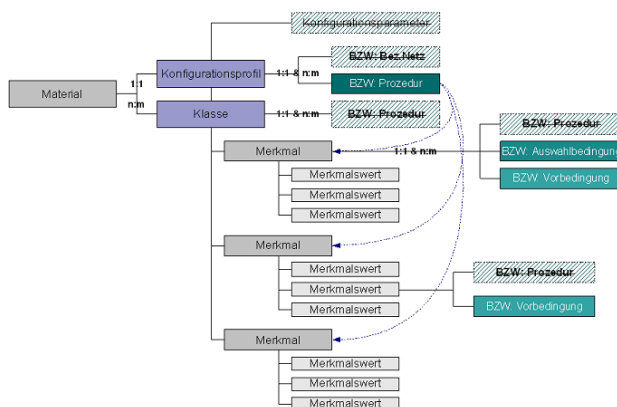 Konfigurationsparameter
BZW: Bez.Netz
Konfigurationsprofil
1:1 & n:m
1:1
BZW: Prozedur
Material
n:m
Klasse
1:1 & n:m
BZW: Prozedur
BZW: Prozedur
Merkmal
1:1 & n:m
BZW: Auswahlbedingung
Merkmalswert
BZW: Vorbedingung
Merkmalswert
Merkmalswert
Merkmal
Merkmalswert
BZW: Prozedur
Merkmalswert
Merkmalswert
BZW: Vorbedingung
Merkmal
Merkmalswert
Merkmalswert
Merkmalswert